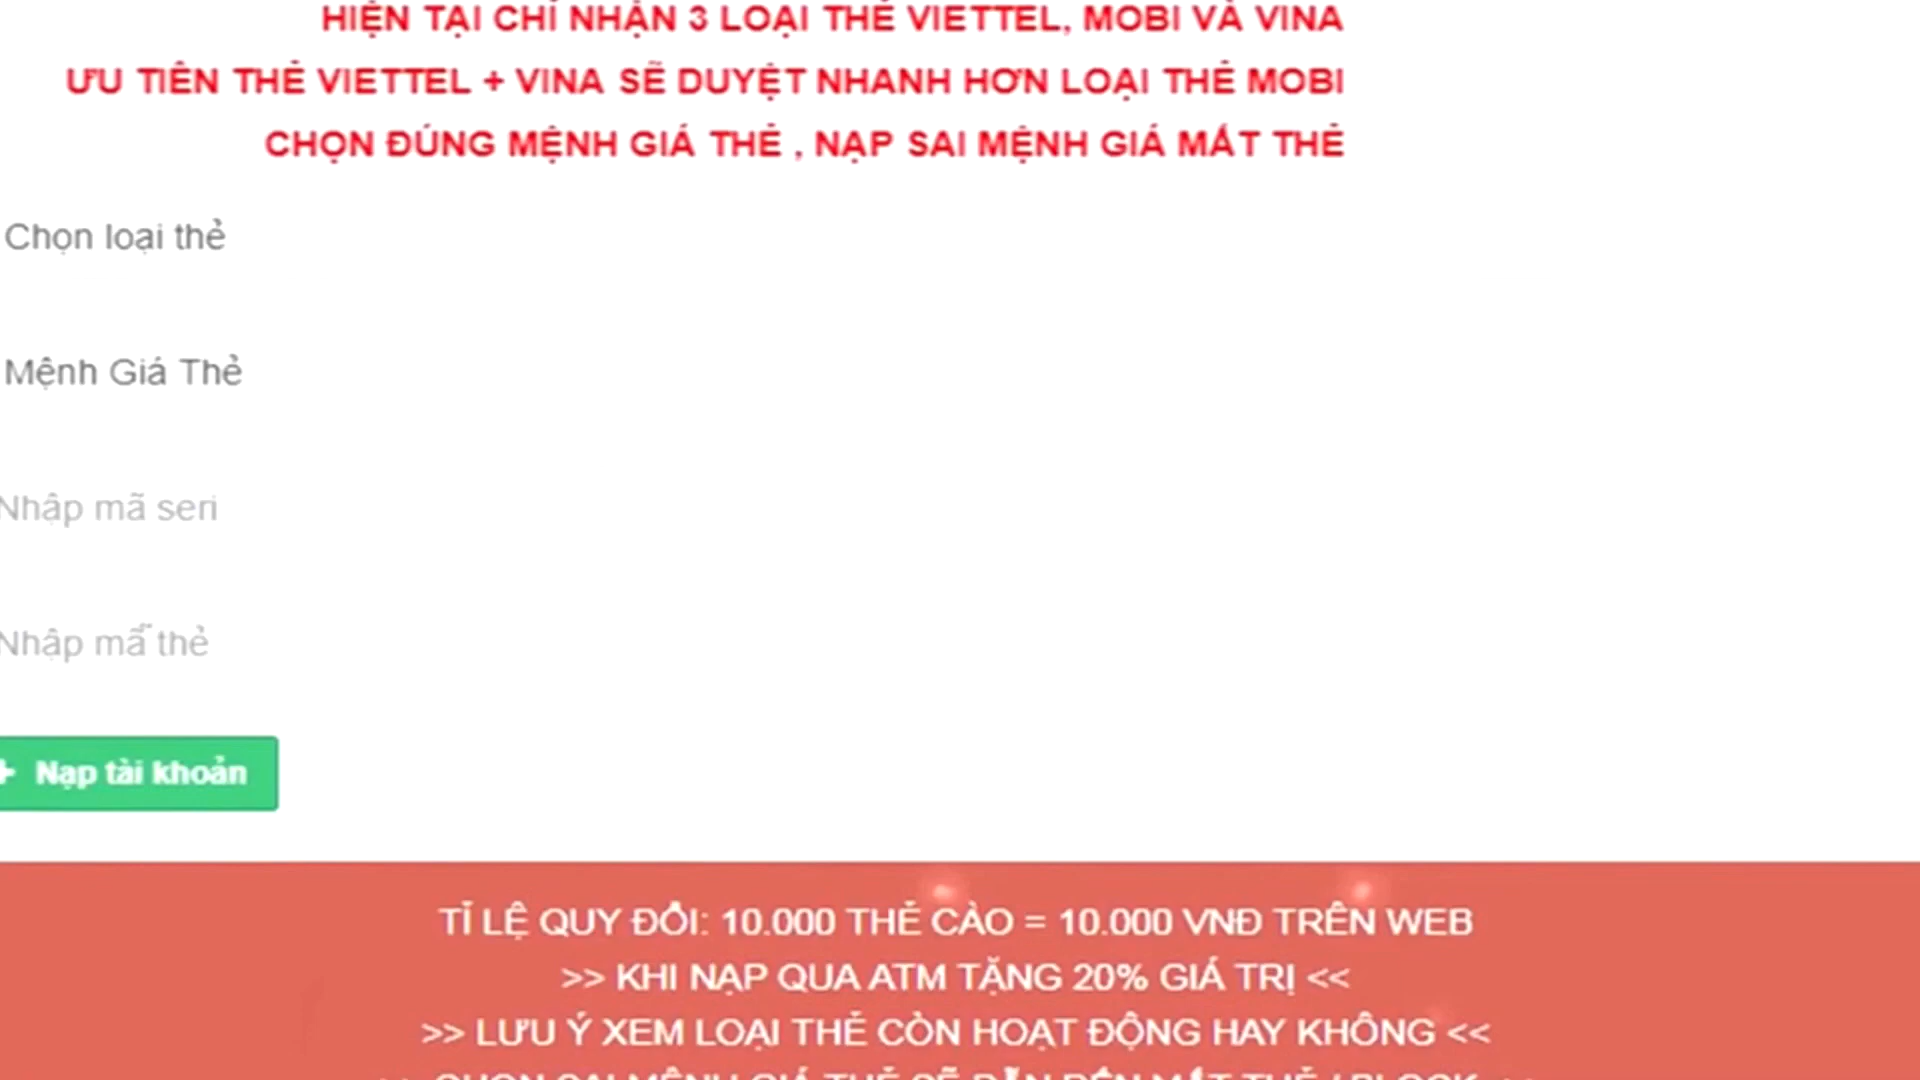 HIỆN TẠI CHỈ NHẬN 3 LOẠI THẺ VIETTEL, MOBI VÀ VINA
ƯU TIÊN THẺ VIETTEL + VINA SẼ DUYỆT NHANH HƠN LOẠI THẺ MOBI
CHỌN ĐÚNG MỆNH GIÁ THẺ , NẠP SAI MỆNH GIÁ MẤT THẺ
Chọn loại thẻ
Mệnh Giá Thẻ
Nhập mã seri
Nhập mã thẻ
+ Nạp tài khoản
TỈ LỆ QUY ĐỔI: 10.000 THẺ CÀO = 10.000 VNĐ TRÊN WEB
>> KHI NẠP QUA ATM TẶNG 20% GIÁ TRỊ <<
>> LƯU Ý XEM LOẠI THẺ CÒN HOẠT ĐỘNG HAY KHÔNG <<